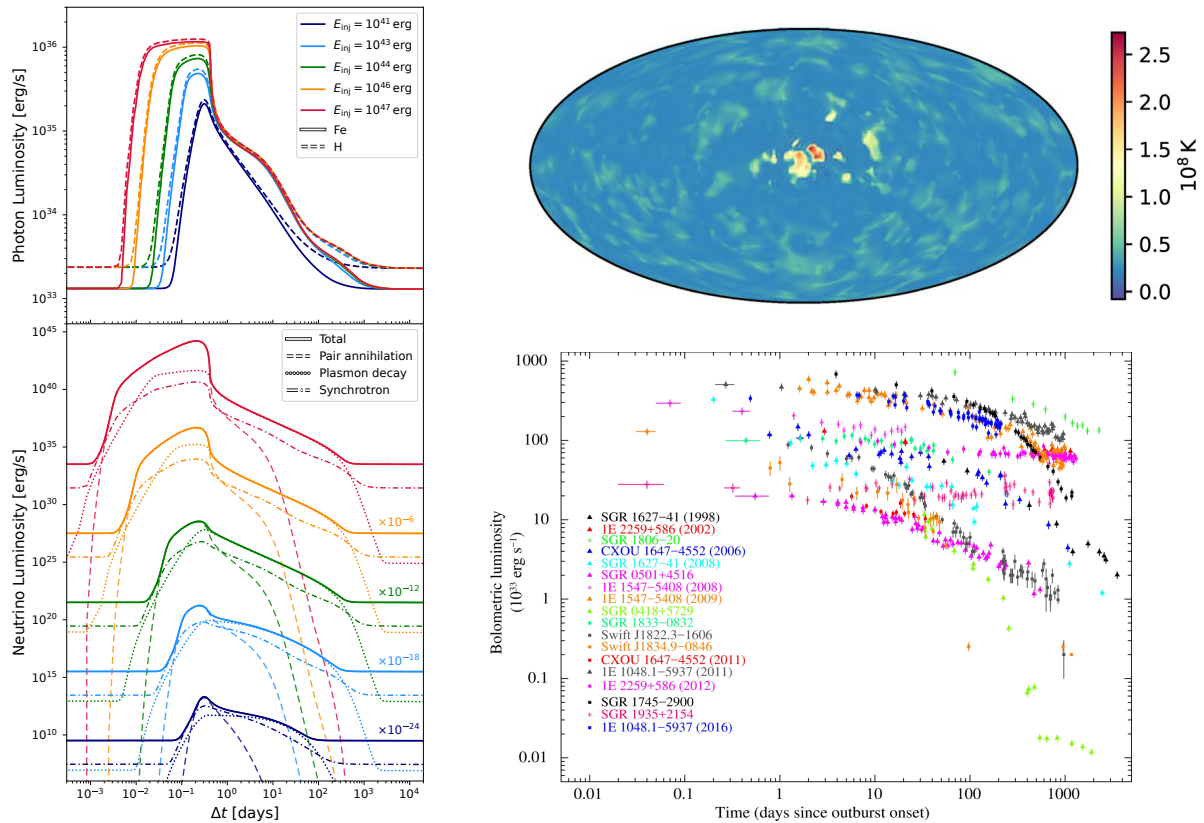 10^36
10^35
10^34
10^33
Photon Luminosity [erg/s]
E_inj = 10^41 erg
E_inj = 10^43 erg
E_inj = 10^44 erg
E_inj = 10^46 erg
E_inj = 10^47 erg
Fe
H
10^45
10^40
10^35
10^30
10^25
10^20
10^15
10^10
Neutrino Luminosity [erg/s]
Total
Pair annihilation
Plasmon decay
Synchrotron
×10^−6
×10^−12
×10^−18
×10^−24
10^−3
10^−2
10^−1
10^0
10^1
10^2
10^3
10^4
Δt [days]
2.5
2.0
1.5
1.0
0.5
0.0
10^8 K
1000
100
10
1
0.1
0.01
Bolometric luminosity
(10^33 erg s^−1)
SGR 1627−41 (1998)
1E 2259+586 (2002)
SGR 1806−20
CXOU 1647−4552 (2006)
SGR 1627−41 (2008)
SGR 0501+4516
1E 1547−5408 (2008)
1E 1547−5408 (2009)
SGR 0418+5729
SGR 1833−0832
Swift J1822.3−1606
Swift J1834.9−0846
CXOU 1647−4552 (2011)
1E 1048.1−5937 (2011)
1E 2259+586 (2012)
SGR 1745−2900
SGR 1935+2154
1E 1048.1−5937 (2016)
0.01
0.1
1
10
100
1000
Time (days since outburst onset)